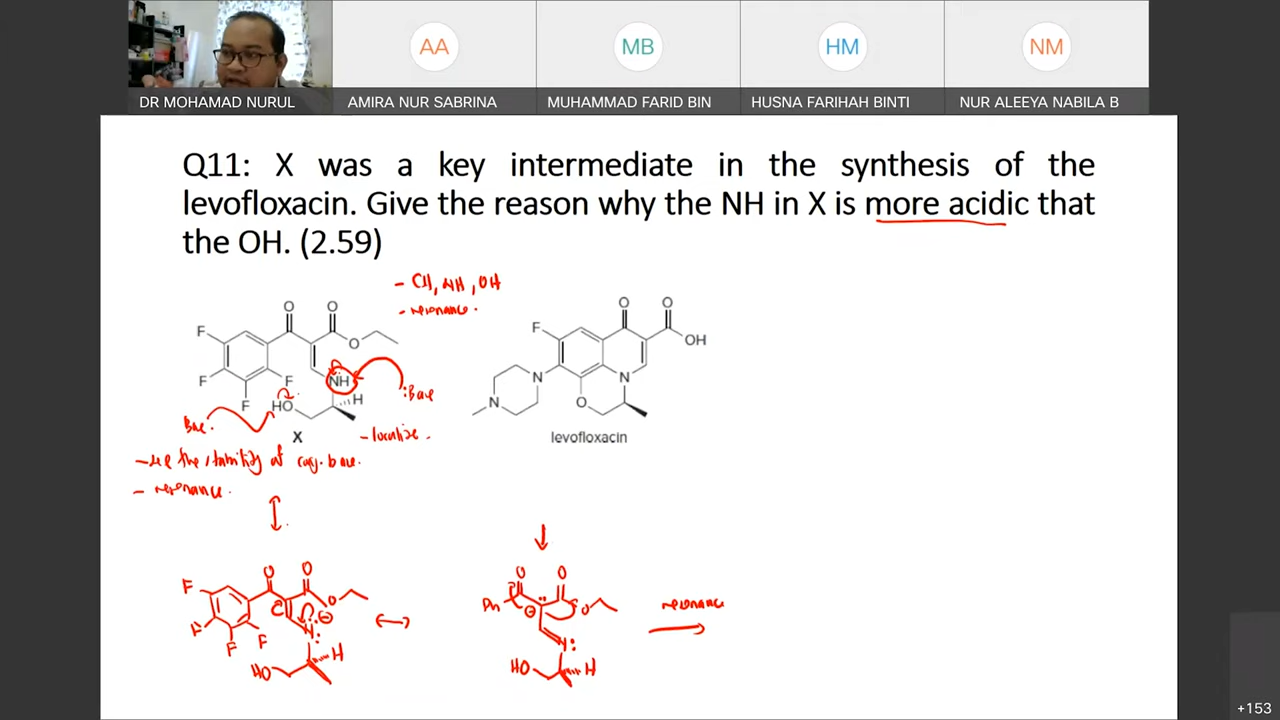 DR MOHAMAD NURUL
AA
AMIRA NUR SABRINA
MB
MUHAMMAD FARID BIN
HM
HUSNA FARIHAH BINTI
NM
NUR ALEEYA NABILA B
Q11: X was a key intermediate in the synthesis of the
levofloxacin. Give the reason why the NH in X is more acidic that
the OH. (2.59)
- CH, NH, OH
- resonance.
O O
F O
F F NH
F HO H
X
:Base
Base:
- localize.
O O
F OH
N N
N O
levofloxacin
- the stability of conj. base.
- resonance.
O O
F O
F F N: ⊖
F H
HO
O O
Ph ⊖ O
N:
HO H
resonance
+153